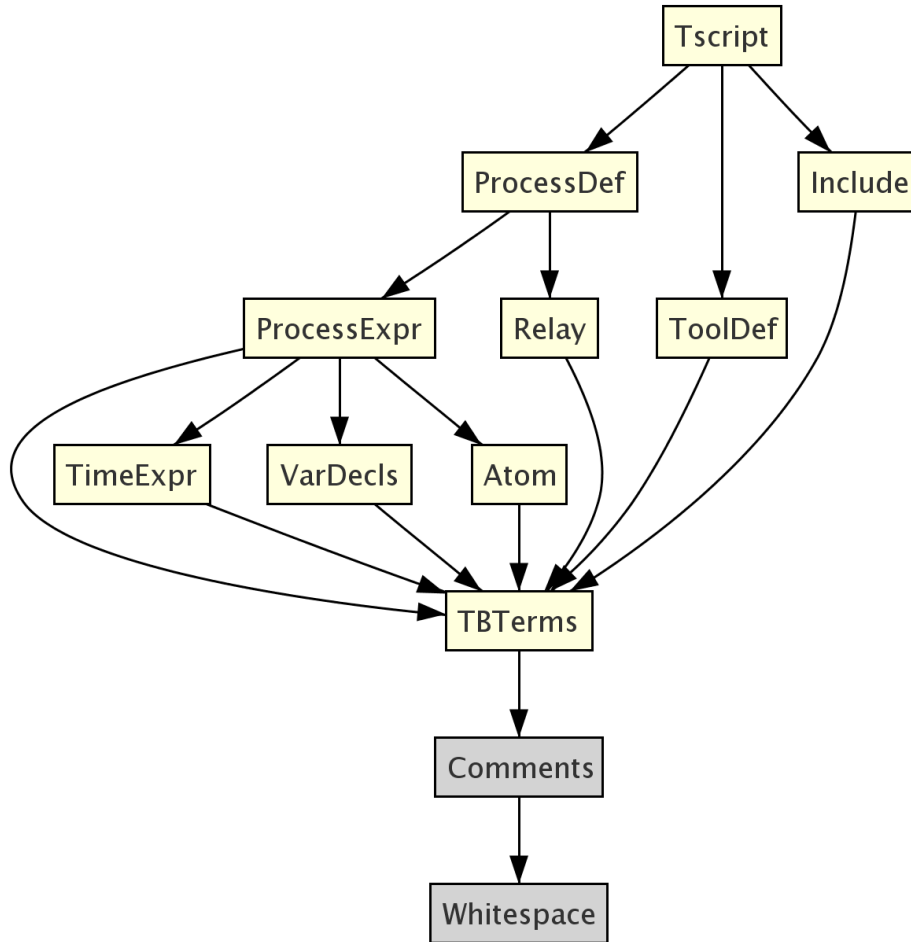 Tscript
ProcessDef
Include
ProcessExpr
Relay
ToolDef
TimeExpr
VarDecls
Atom
TBTerms
Comments
Whitespace